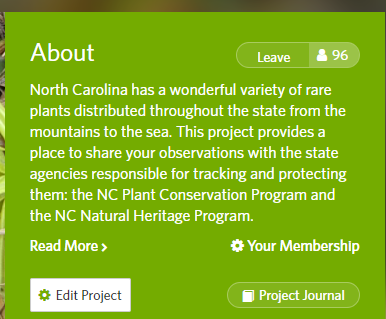 About
Leave 96
North Carolina has a wonderful variety of rare
plants distributed throughout the state from the
mountains to the sea. This project provides a
place to share your observations with the state
agencies responsible for tracking and protecting
them: the NC Plant Conservation Program and
the NC Natural Heritage Program.
Read More
Your Membership
Edit Project
Project Journal